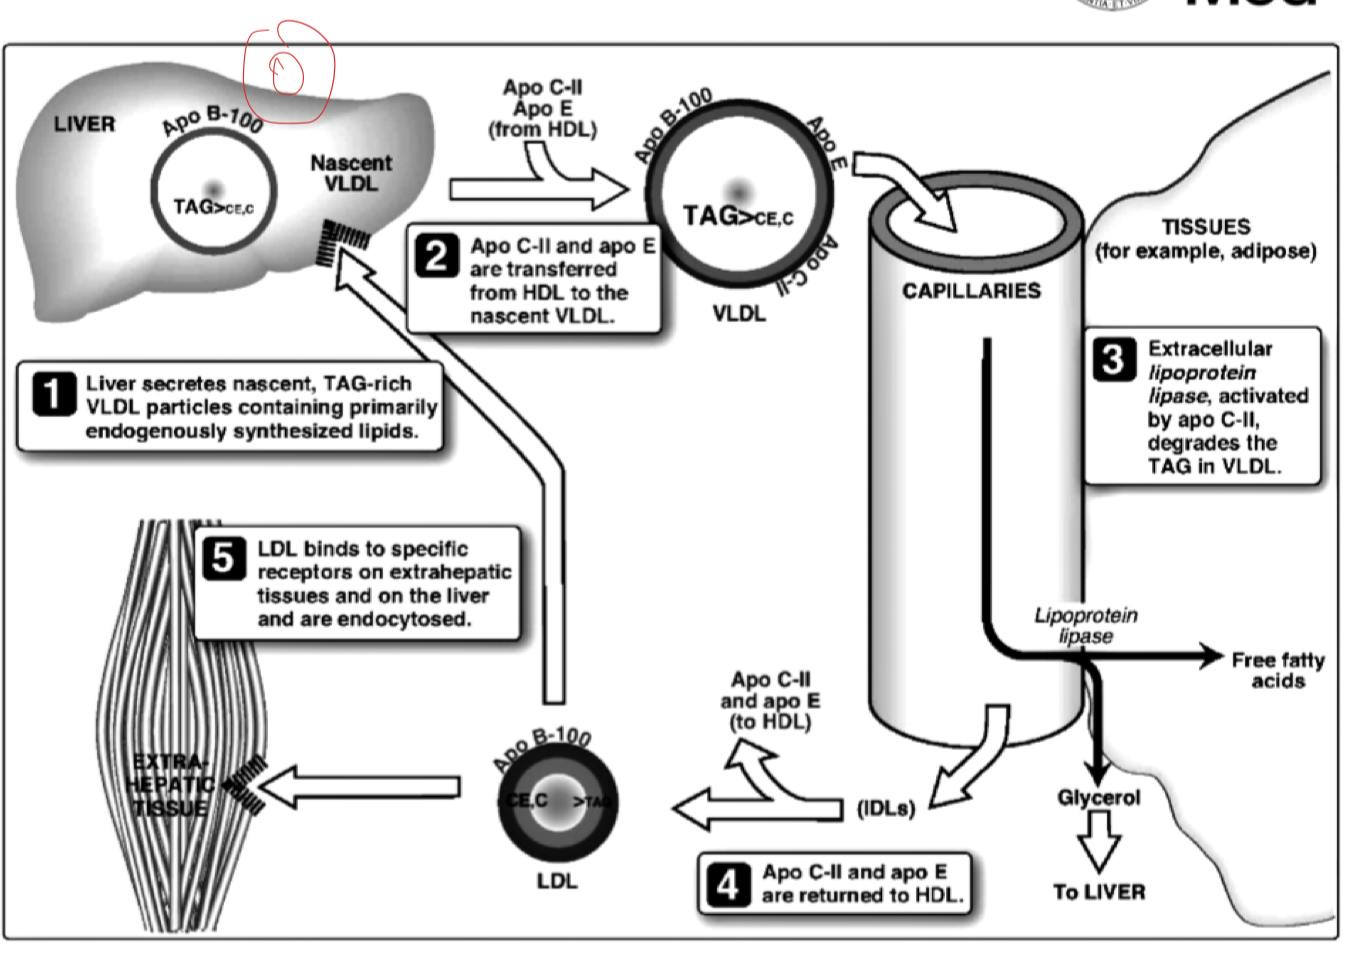 LIVER
Apo B-100
TAG>CE,C
Nascent
VLDL
Apo C-II
Apo E
(from HDL)
Apo B-100
Apo E
Apo C-II
TAG>CE,C
VLDL
CAPILLARIES
TISSUES
(for example, adipose)
1
Liver secretes nascent, TAG-rich
VLDL particles containing primarily
endogenously synthesized lipids.
2
Apo C-II and apo E
are transferred
from HDL to the
nascent VLDL.
3
Extracellular
lipoprotein
lipase, activated
by apo C-II,
degrades the
TAG in VLDL.
Lipoprotein
lipase
Free fatty
acids
Glycerol
To LIVER
(IDLs)
Apo C-II
and apo E
(to HDL)
4
Apo C-II and apo E
are returned to HDL.
Apo B-100
CE,C >TAG
LDL
5
LDL binds to specific
receptors on extrahepatic
tissues and on the liver
and are endocytosed.
EXTRA-
HEPATIC
TISSUE